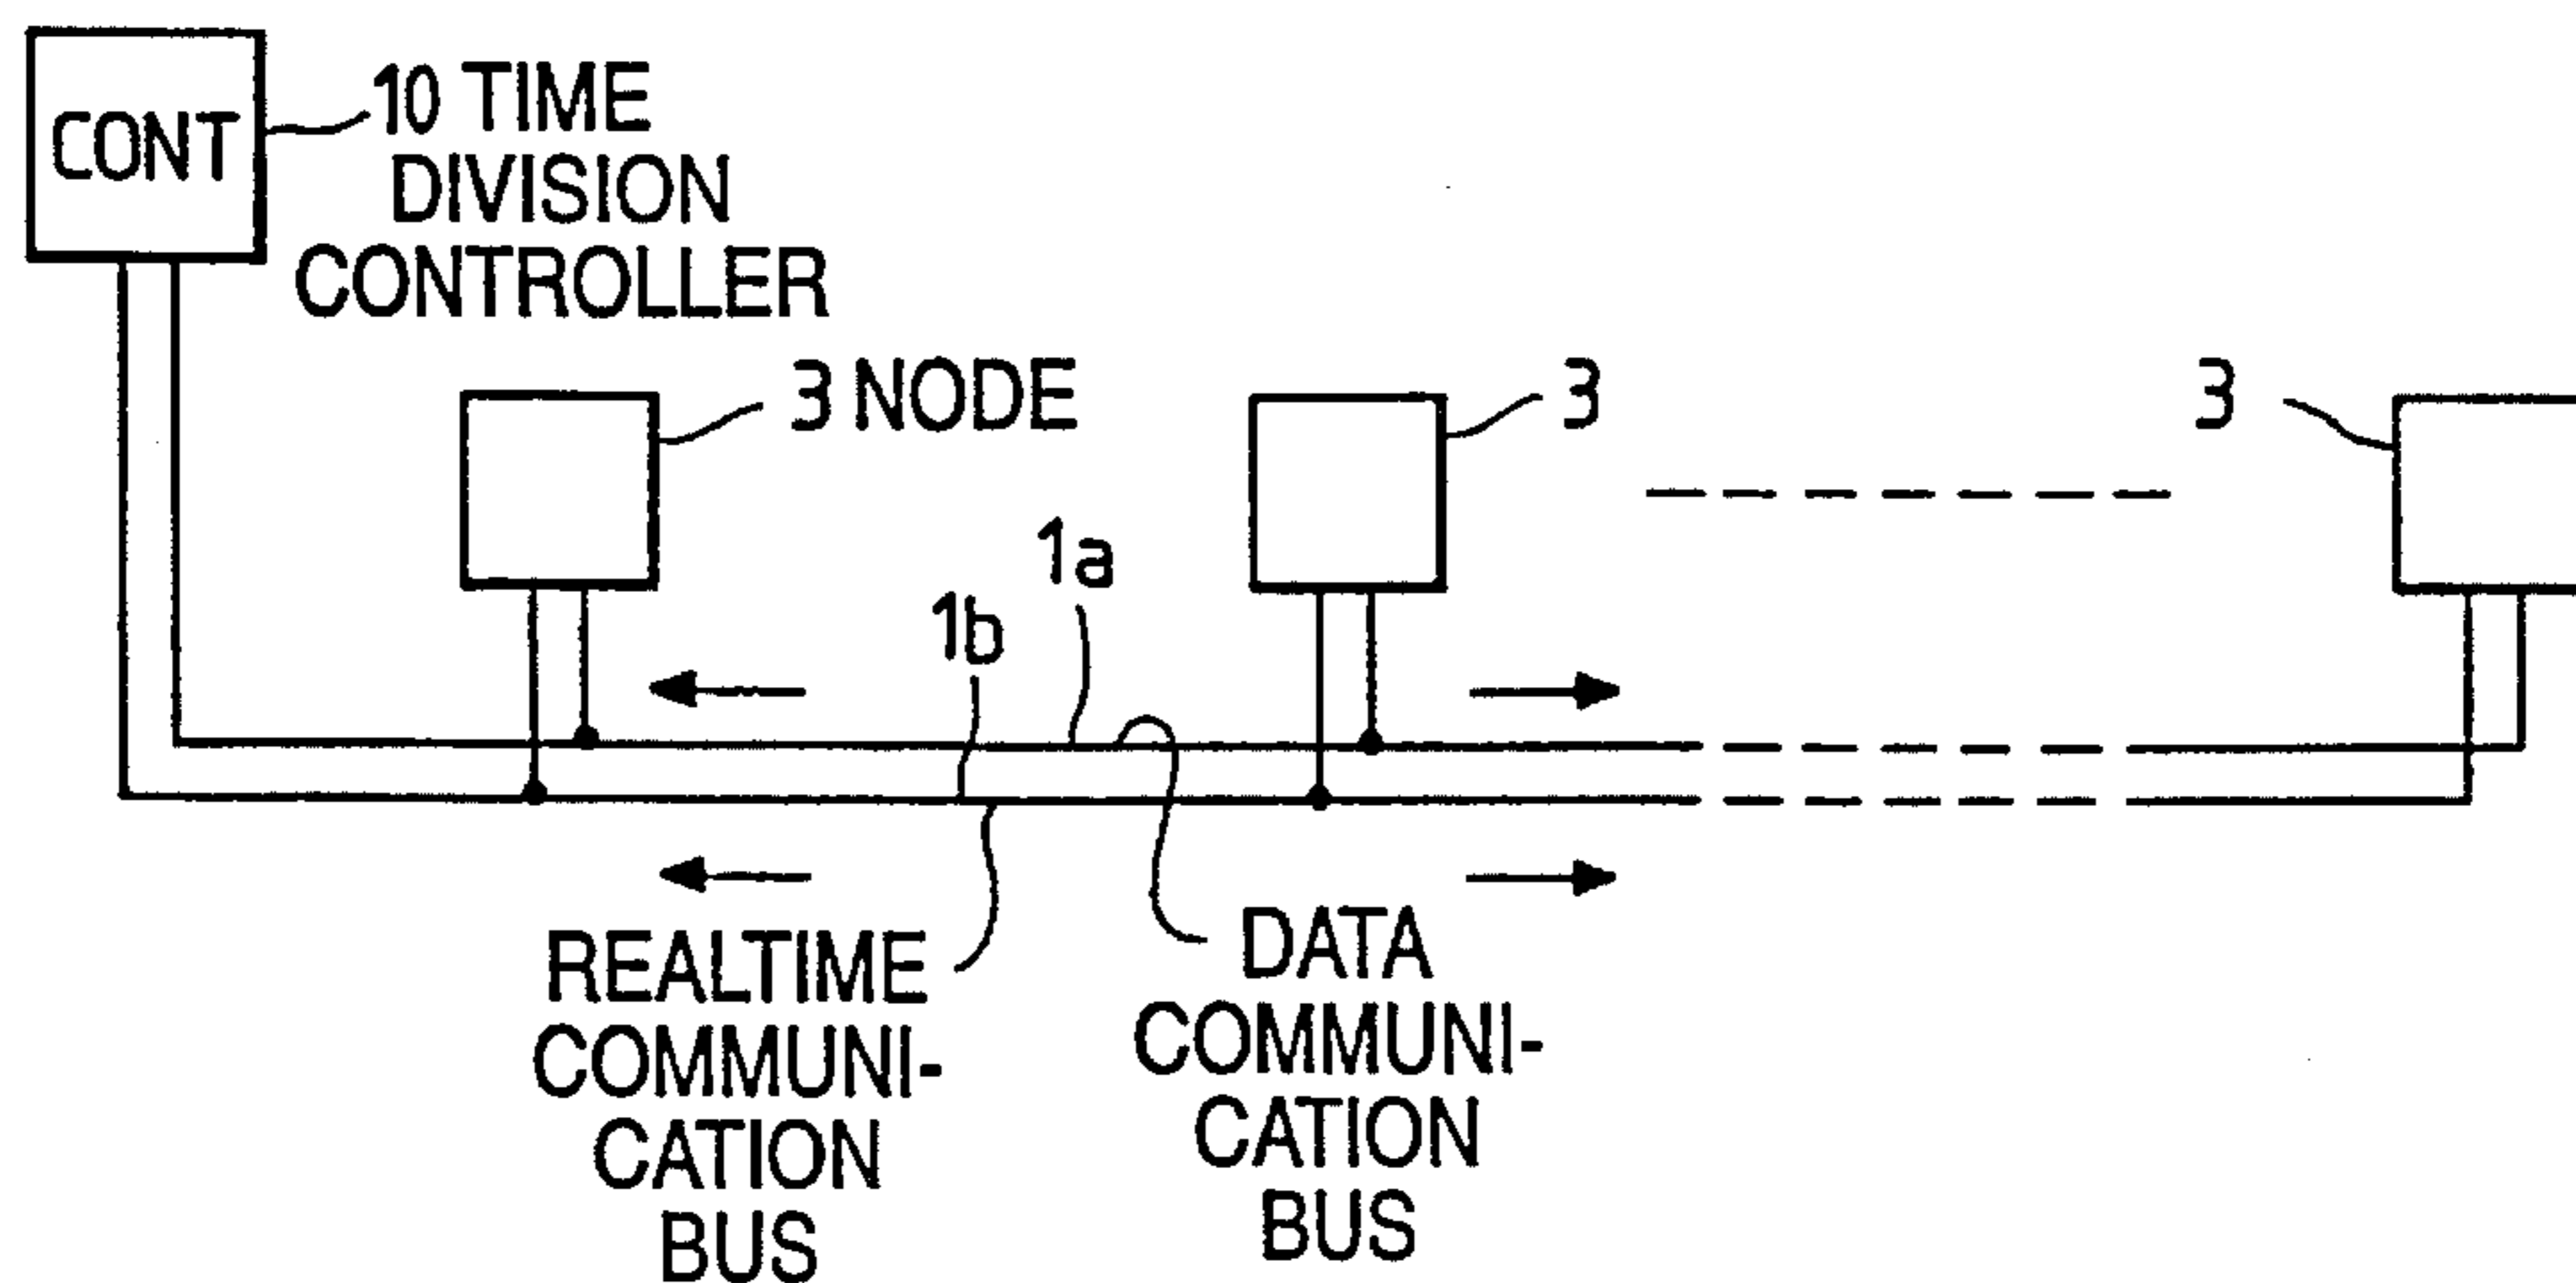 CONT
10 TIME
DIVISION
CONTROLLER
3 NODE
3
3
1a
1b
REALTIME
COMMUNI-
CATION
BUS
DATA
COMMUNI-
CATION
BUS